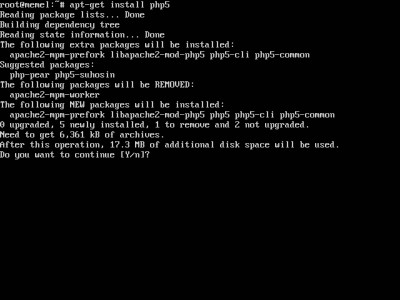 root@memel:~# apt-get install php5
Reading package lists... Done
Building dependency tree
Reading state information... Done
The following extra packages will be installed:
  apache2-mpm-prefork libapache2-mod-php5 php5-cli php5-common
Suggested packages:
  php-pear php5-suhosin
The following packages will be REMOVED:
  apache2-mpm-worker
The following NEW packages will be installed:
  apache2-mpm-prefork libapache2-mod-php5 php5 php5-cli php5-common
0 upgraded, 5 newly installed, 1 to remove and 2 not upgraded.
Need to get 6,361 kB of archives.
After this operation, 17.3 MB of additional disk space will be used.
Do you want to continue [Y/n]?